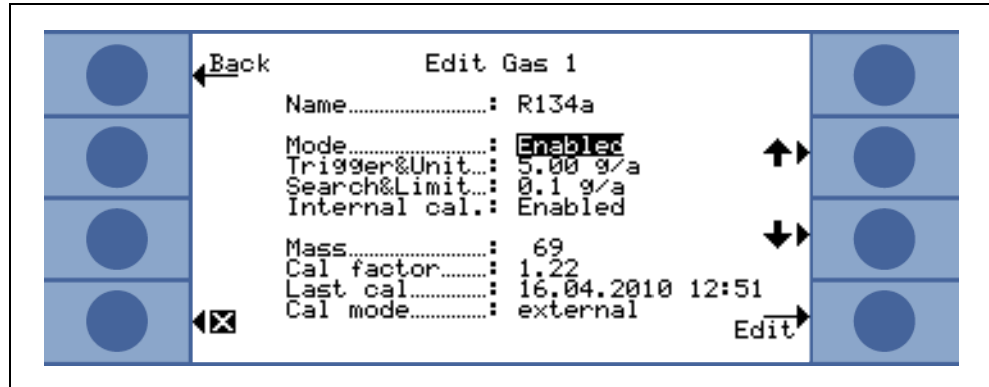 Back Edit Gas 1
Name......................: R134a
Mode......................: Enabled
Trigger&Unit...: 5.00 g/a
Search&Limit...: 0.1 g/a
Internal cal.: Enabled
Mass......................: 69
Cal factor.......: 1.22
Last cal............: 16.04.2010 12:51
Cal mode............: external
Edit